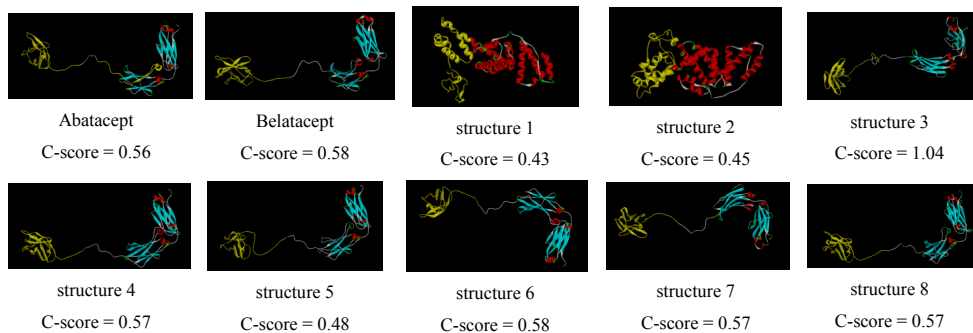 Abatacept
C-score = 0.56
Belatacept
C-score = 0.58
structure 1
C-score = 0.43
structure 2
C-score = 0.45
structure 3
C-score = 1.04
structure 4
C-score = 0.57
structure 5
C-score = 0.48
structure 6
C-score = 0.58
structure 7
C-score = 0.57
structure 8
C-score = 0.57